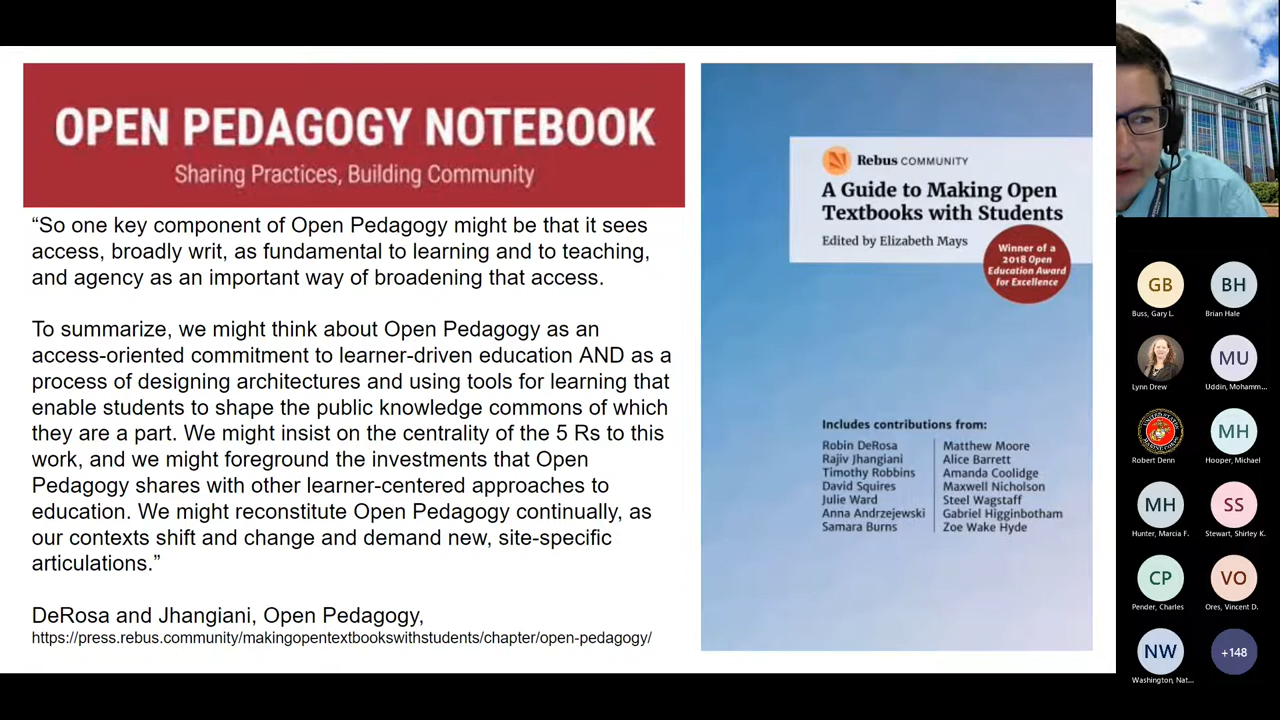 OPEN PEDAGOGY NOTEBOOK
Sharing Practices, Building Community
“So one key component of Open Pedagogy might be that it sees
access, broadly writ, as fundamental to learning and to teaching,
and agency as an important way of broadening that access.
To summarize, we might think about Open Pedagogy as an
access-oriented commitment to learner-driven education AND as a
process of designing architectures and using tools for learning that
enable students to shape the public knowledge commons of which
they are a part. We might insist on the centrality of the 5 Rs to this
work, and we might foreground the investments that Open
Pedagogy shares with other learner-centered approaches to
education. We might reconstitute Open Pedagogy continually, as
our contexts shift and change and demand new, site-specific
articulations.”
DeRosa and Jhangiani, Open Pedagogy,
https://press.rebus.community/makingopentextbookswithstudents/chapter/open-pedagogy/
Rebus COMMUNITY
A Guide to Making Open
Textbooks with Students
Edited by Elizabeth Mays
Winner of a
2018 Open
Education Award
for Excellence
Includes contributions from:
Robin DeRosa
Rajiv Jhangiani
Timothy Robbins
David Squires
Julie Ward
Anna Andrzejewski
Samara Burns
Matthew Moore
Alice Barrett
Amanda Coolidge
Maxwell Nicholson
Steel Wagstaff
Gabriel Higginbotham
Zoe Wake Hyde
GB
Buss, Gary L.
BH
Brian Hale
Lynn Drew
MU
Uddin, Mohamm...
Robert Denn
MH
Hooper, Michael
MH
Hunter, Marcia F.
SS
Stewart, Shirley K.
CP
Pender, Charles
VO
Ores, Vincent D.
NW
Washington, Nat...
+148